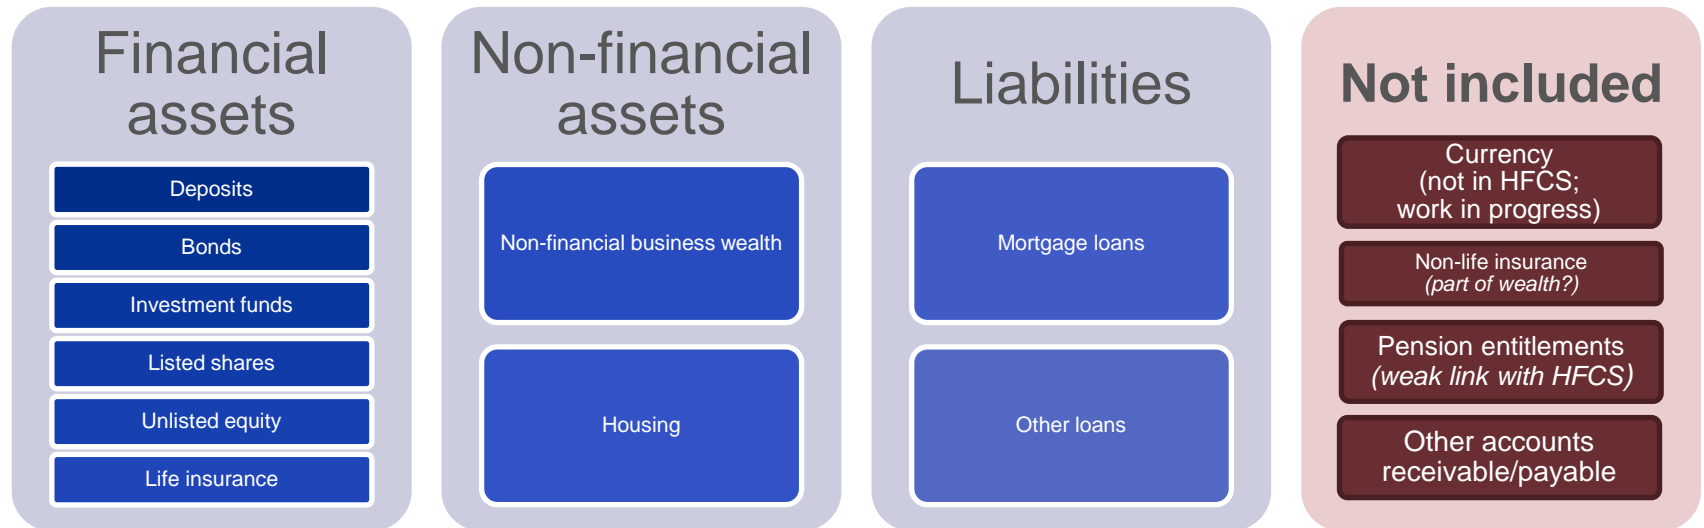 Financial
assets
Deposits
Bonds
Investment funds
Listed shares
Unlisted equity
Life insurance
Non-financial
assets
Non-financial business wealth
Housing
Liabilities
Mortgage loans
Other loans
Not included
Currency
(not in HFCS;
work in progress)
Non-life insurance
(part of wealth?)
Pension entitlements
(weak link with HFCS)
Other accounts
receivable/payable